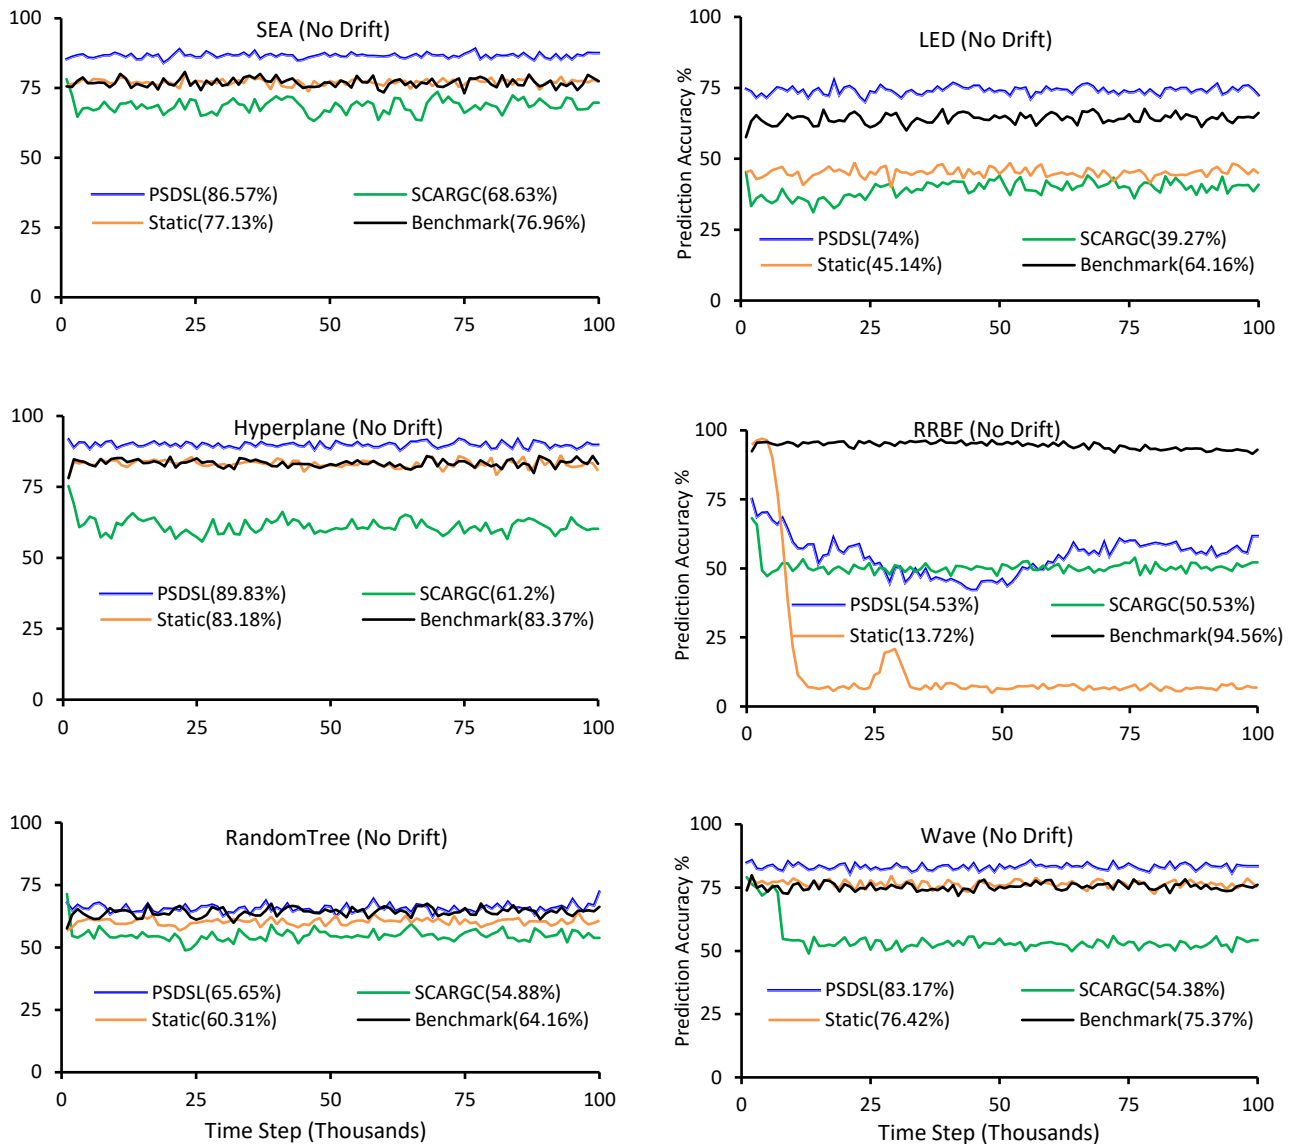 SEA (No Drift)
100
75
50
25
0
PSDSL(86.57%) SCARGC(68.63%)
Static(77.13%) Benchmark(76.96%)
0 25 50 75 100
LED (No Drift)
Prediction Accuracy %
100
75
50
25
0
PSDSL(74%) SCARGC(39.27%)
Static(45.14%) Benchmark(64.16%)
0 25 50 75 100
Hyperplane (No Drift)
100
75
50
25
0
PSDSL(89.83%) SCARGC(61.2%)
Static(83.18%) Benchmark(83.37%)
0 25 50 75 100
RRBF (No Drift)
Prediction Accuracy %
100
75
50
25
0
PSDSL(54.53%) SCARGC(50.53%)
Static(13.72%) Benchmark(94.56%)
0 25 50 75 100
RandomTree (No Drift)
100
75
50
25
0
PSDSL(65.65%) SCARGC(54.88%)
Static(60.31%) Benchmark(64.16%)
0 25 50 75 100
Time Step (Thousands)
Wave (No Drift)
Prediction Accuracy %
100
75
50
25
0
PSDSL(83.17%) SCARGC(54.38%)
Static(76.42%) Benchmark(75.37%)
0 25 50 75 100
Time Step (Thousands)